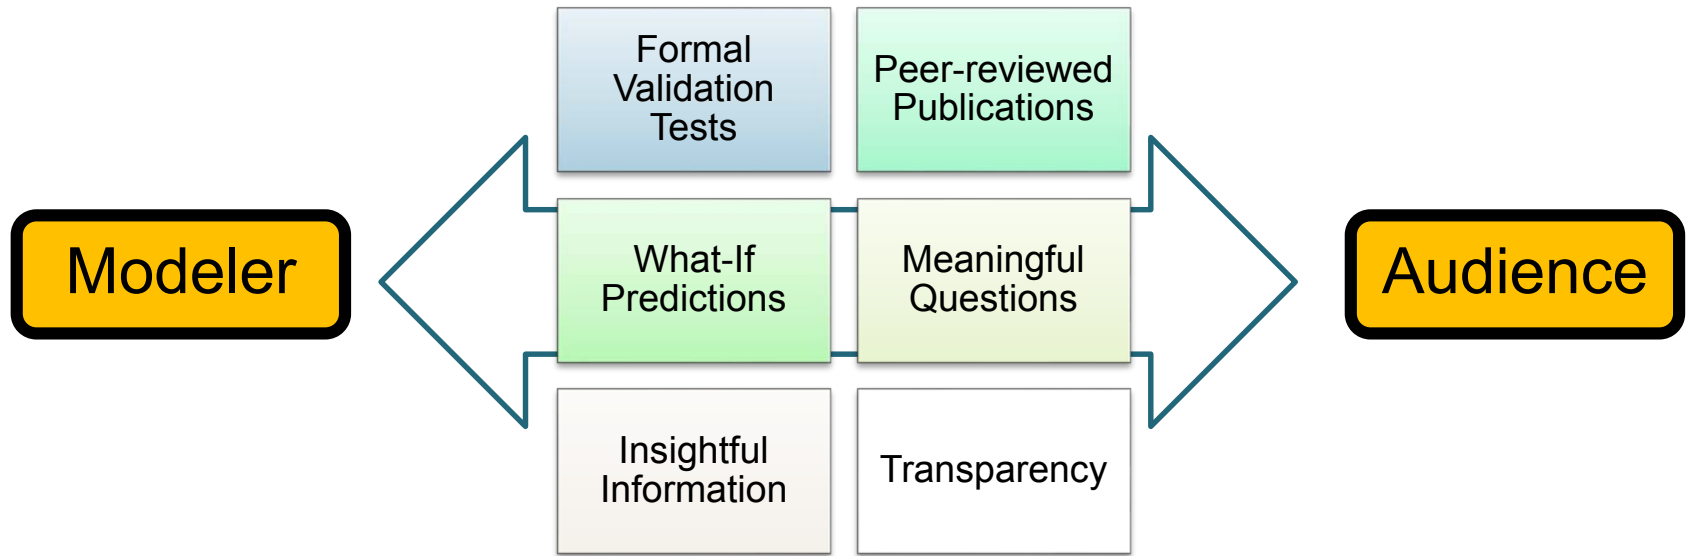 Modeler
Formal
Validation
Tests
Peer-reviewed
Publications
What-If
Predictions
Meaningful
Questions
Insightful
Information
Transparency
Audience